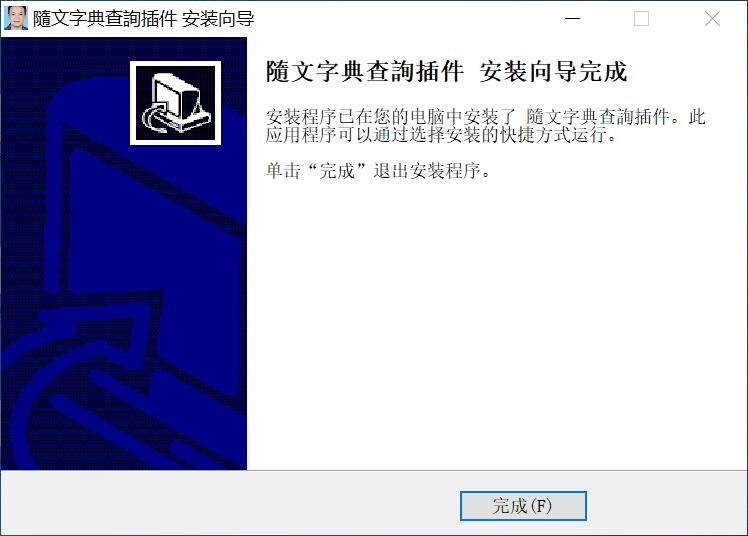 隨文字典查詢插件 安装向导
隨文字典查詢插件 安装向导完成
安装程序已在您的电脑中安装了 隨文字典查詢插件。此
应用程序可以通过选择安装的快捷方式运行。
单击“完成”退出安装程序。
完成(F)